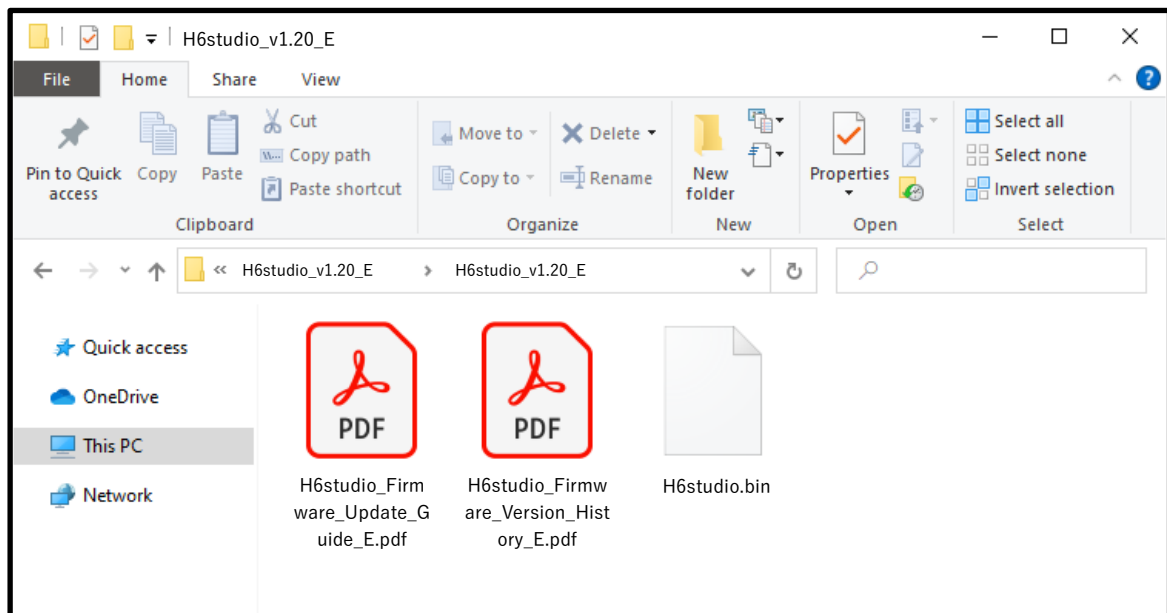 H6studio_v1.20_E
File Home Share View
Pin to Quick access
Copy
Paste
Cut
Copy path
Paste shortcut
Clipboard
Move to
Copy to
Delete
Rename
Organize
New folder
New
Properties
Open
Select all
Select none
Invert selection
Select
« H6studio_v1.20_E › H6studio_v1.20_E
Quick access
OneDrive
This PC
Network
PDF
H6studio_Firm
ware_Update_G
uide_E.pdf
PDF
H6studio_Firmw
are_Version_Hist
ory_E.pdf
H6studio.bin